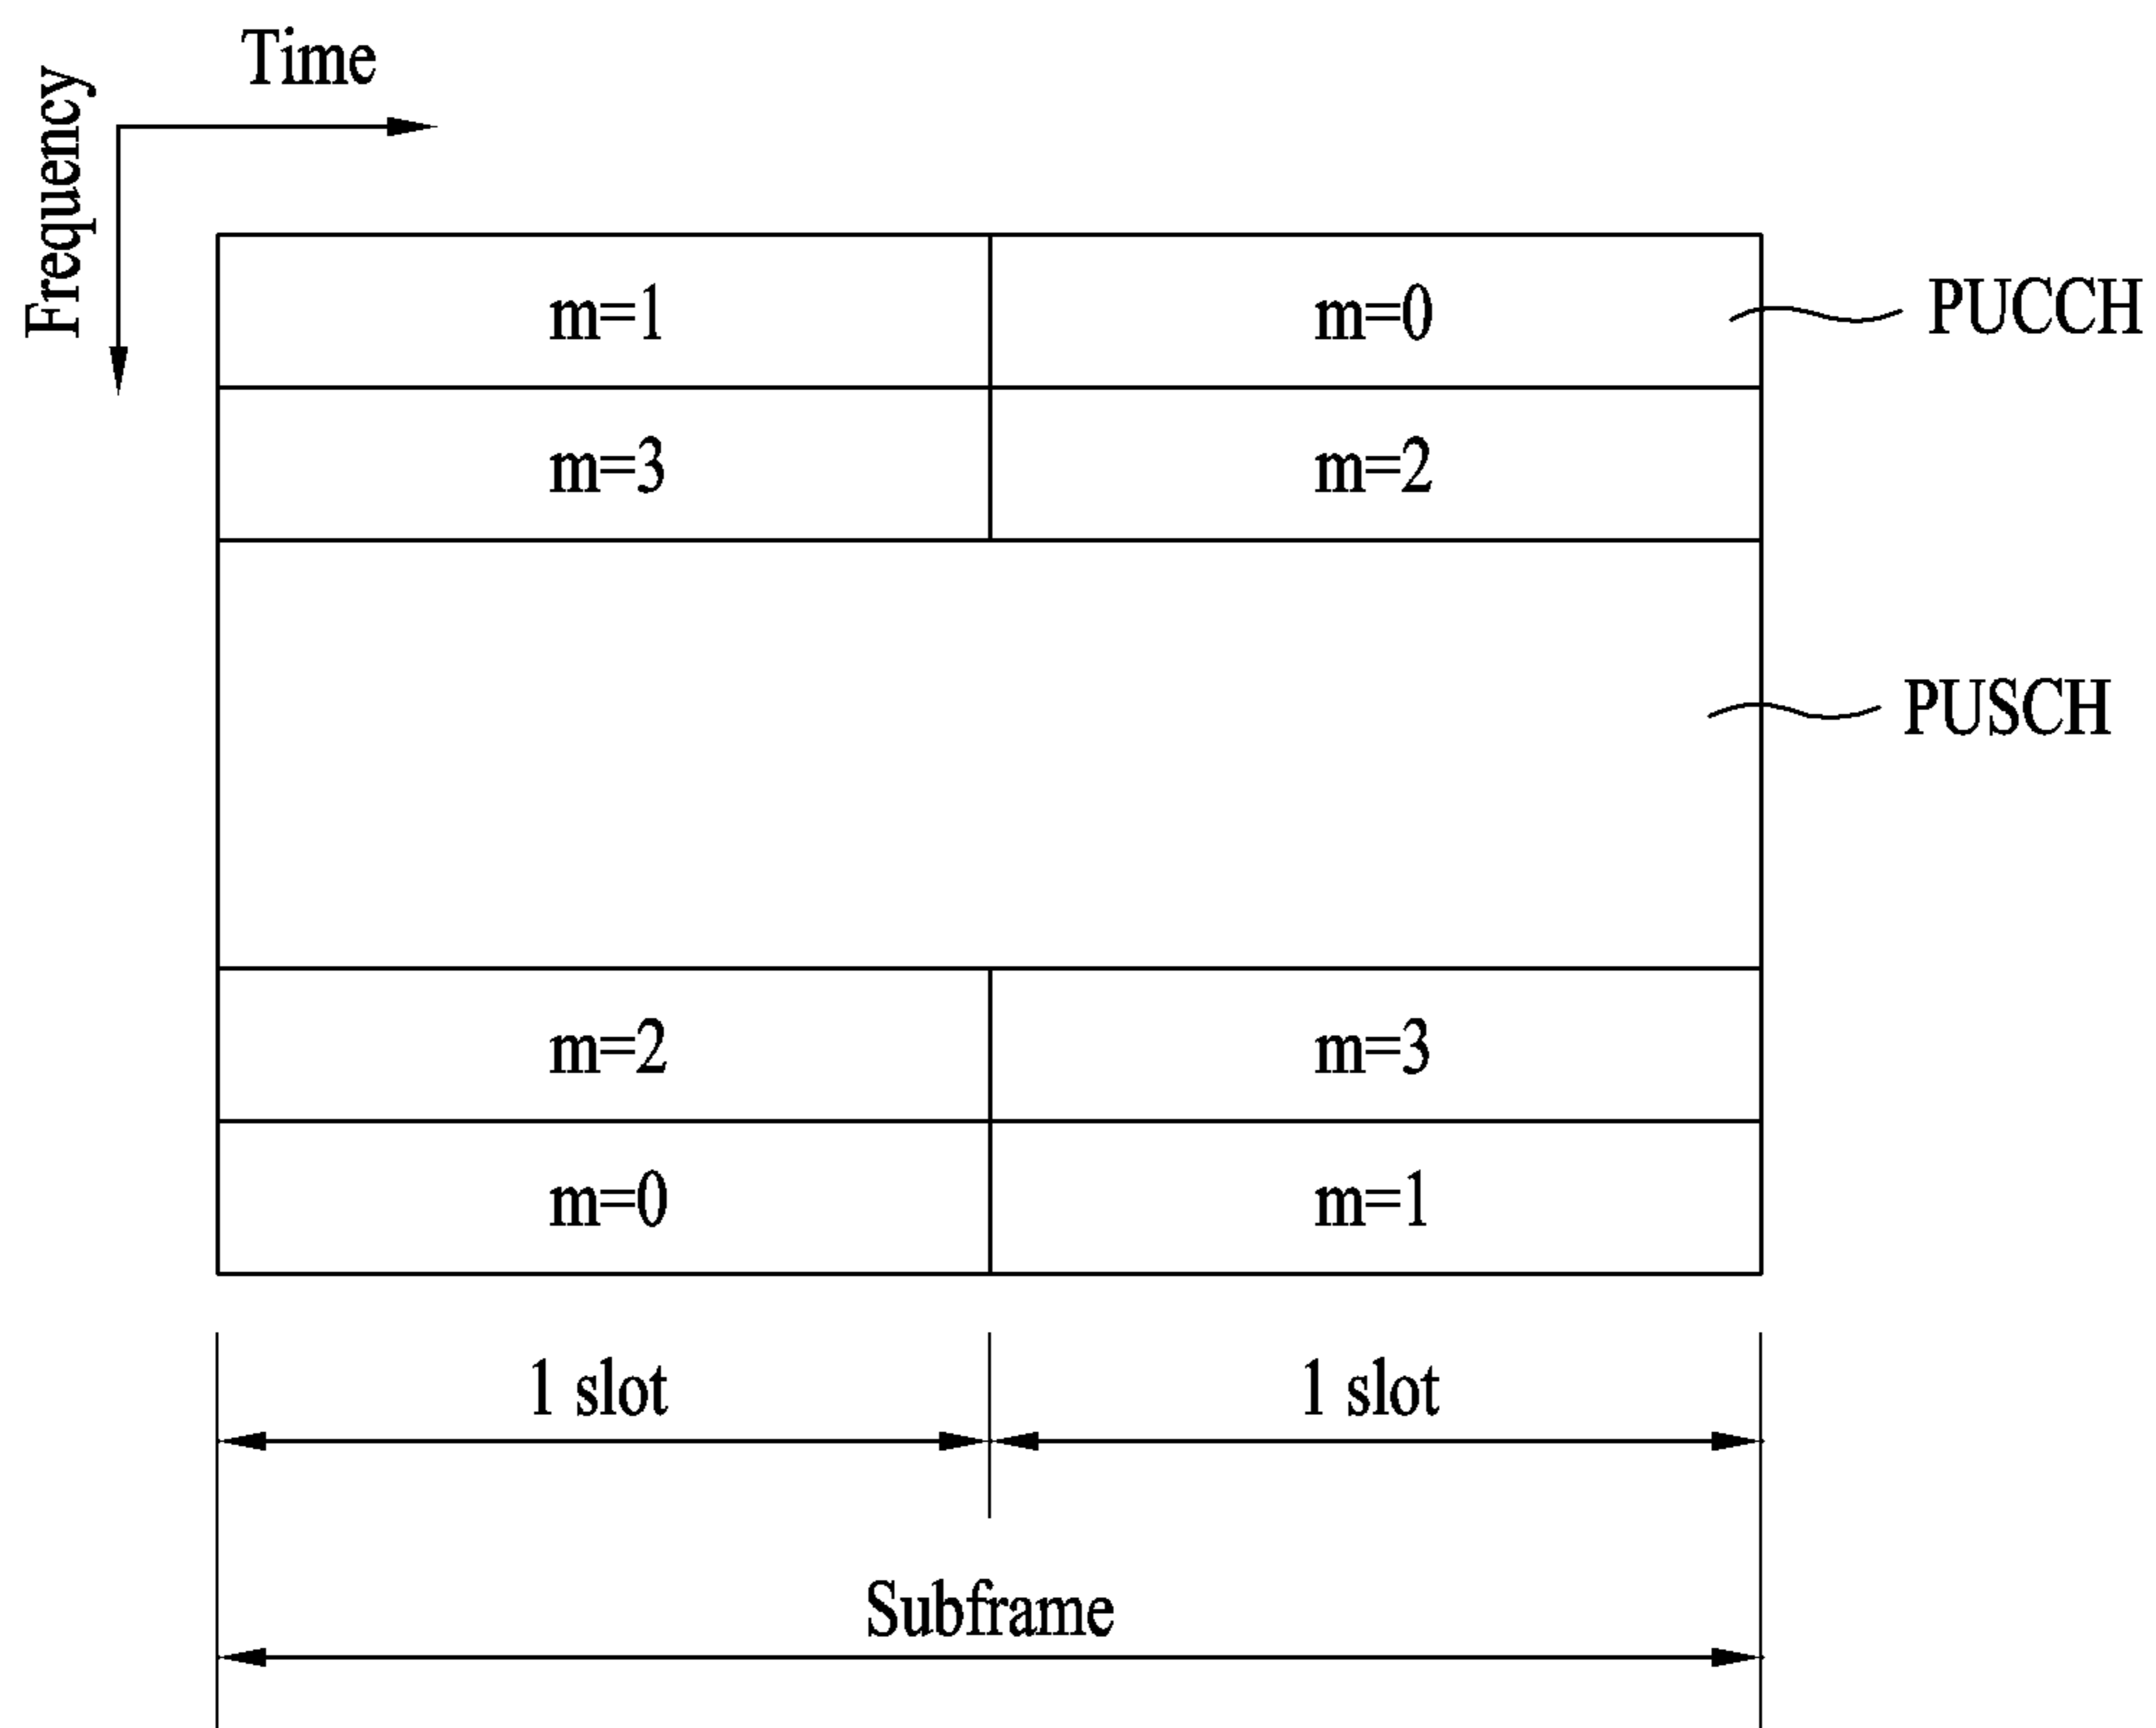 Time
Frequency
m=1 m=0 PUCCH
m=3 m=2
PUSCH
m=2 m=3
m=0 m=1
1 slot 1 slot
Subframe